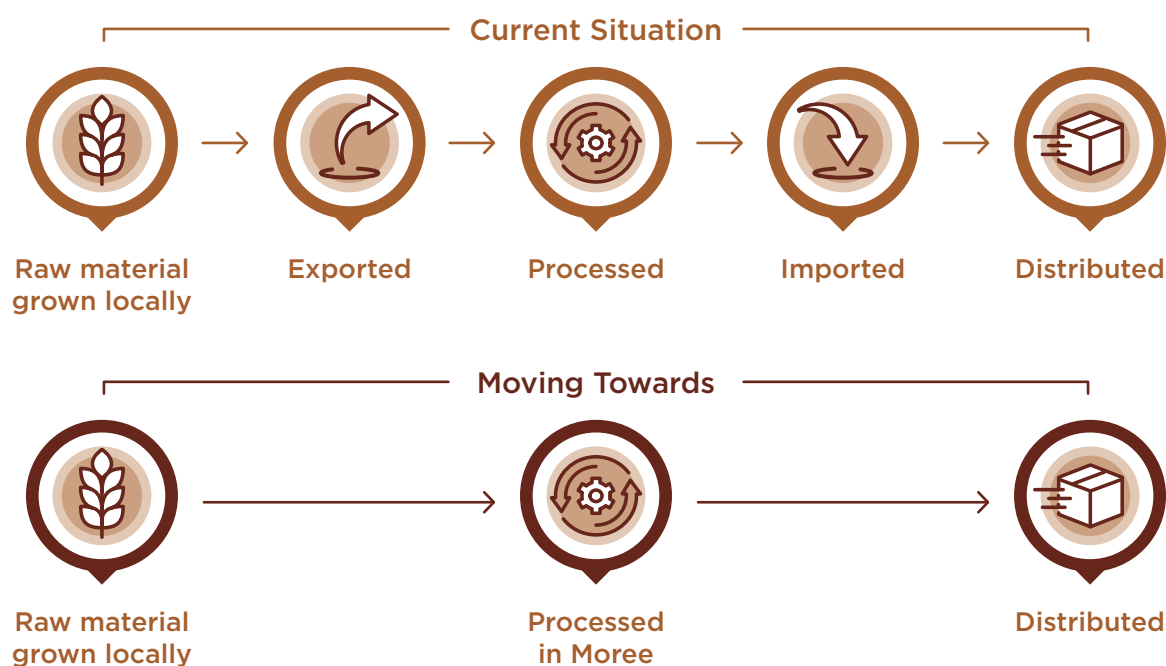 Current Situation
Raw material
grown locally
Exported
Processed
Imported
Distributed
Moving Towards
Raw material
grown locally
Processed
in Moree
Distributed